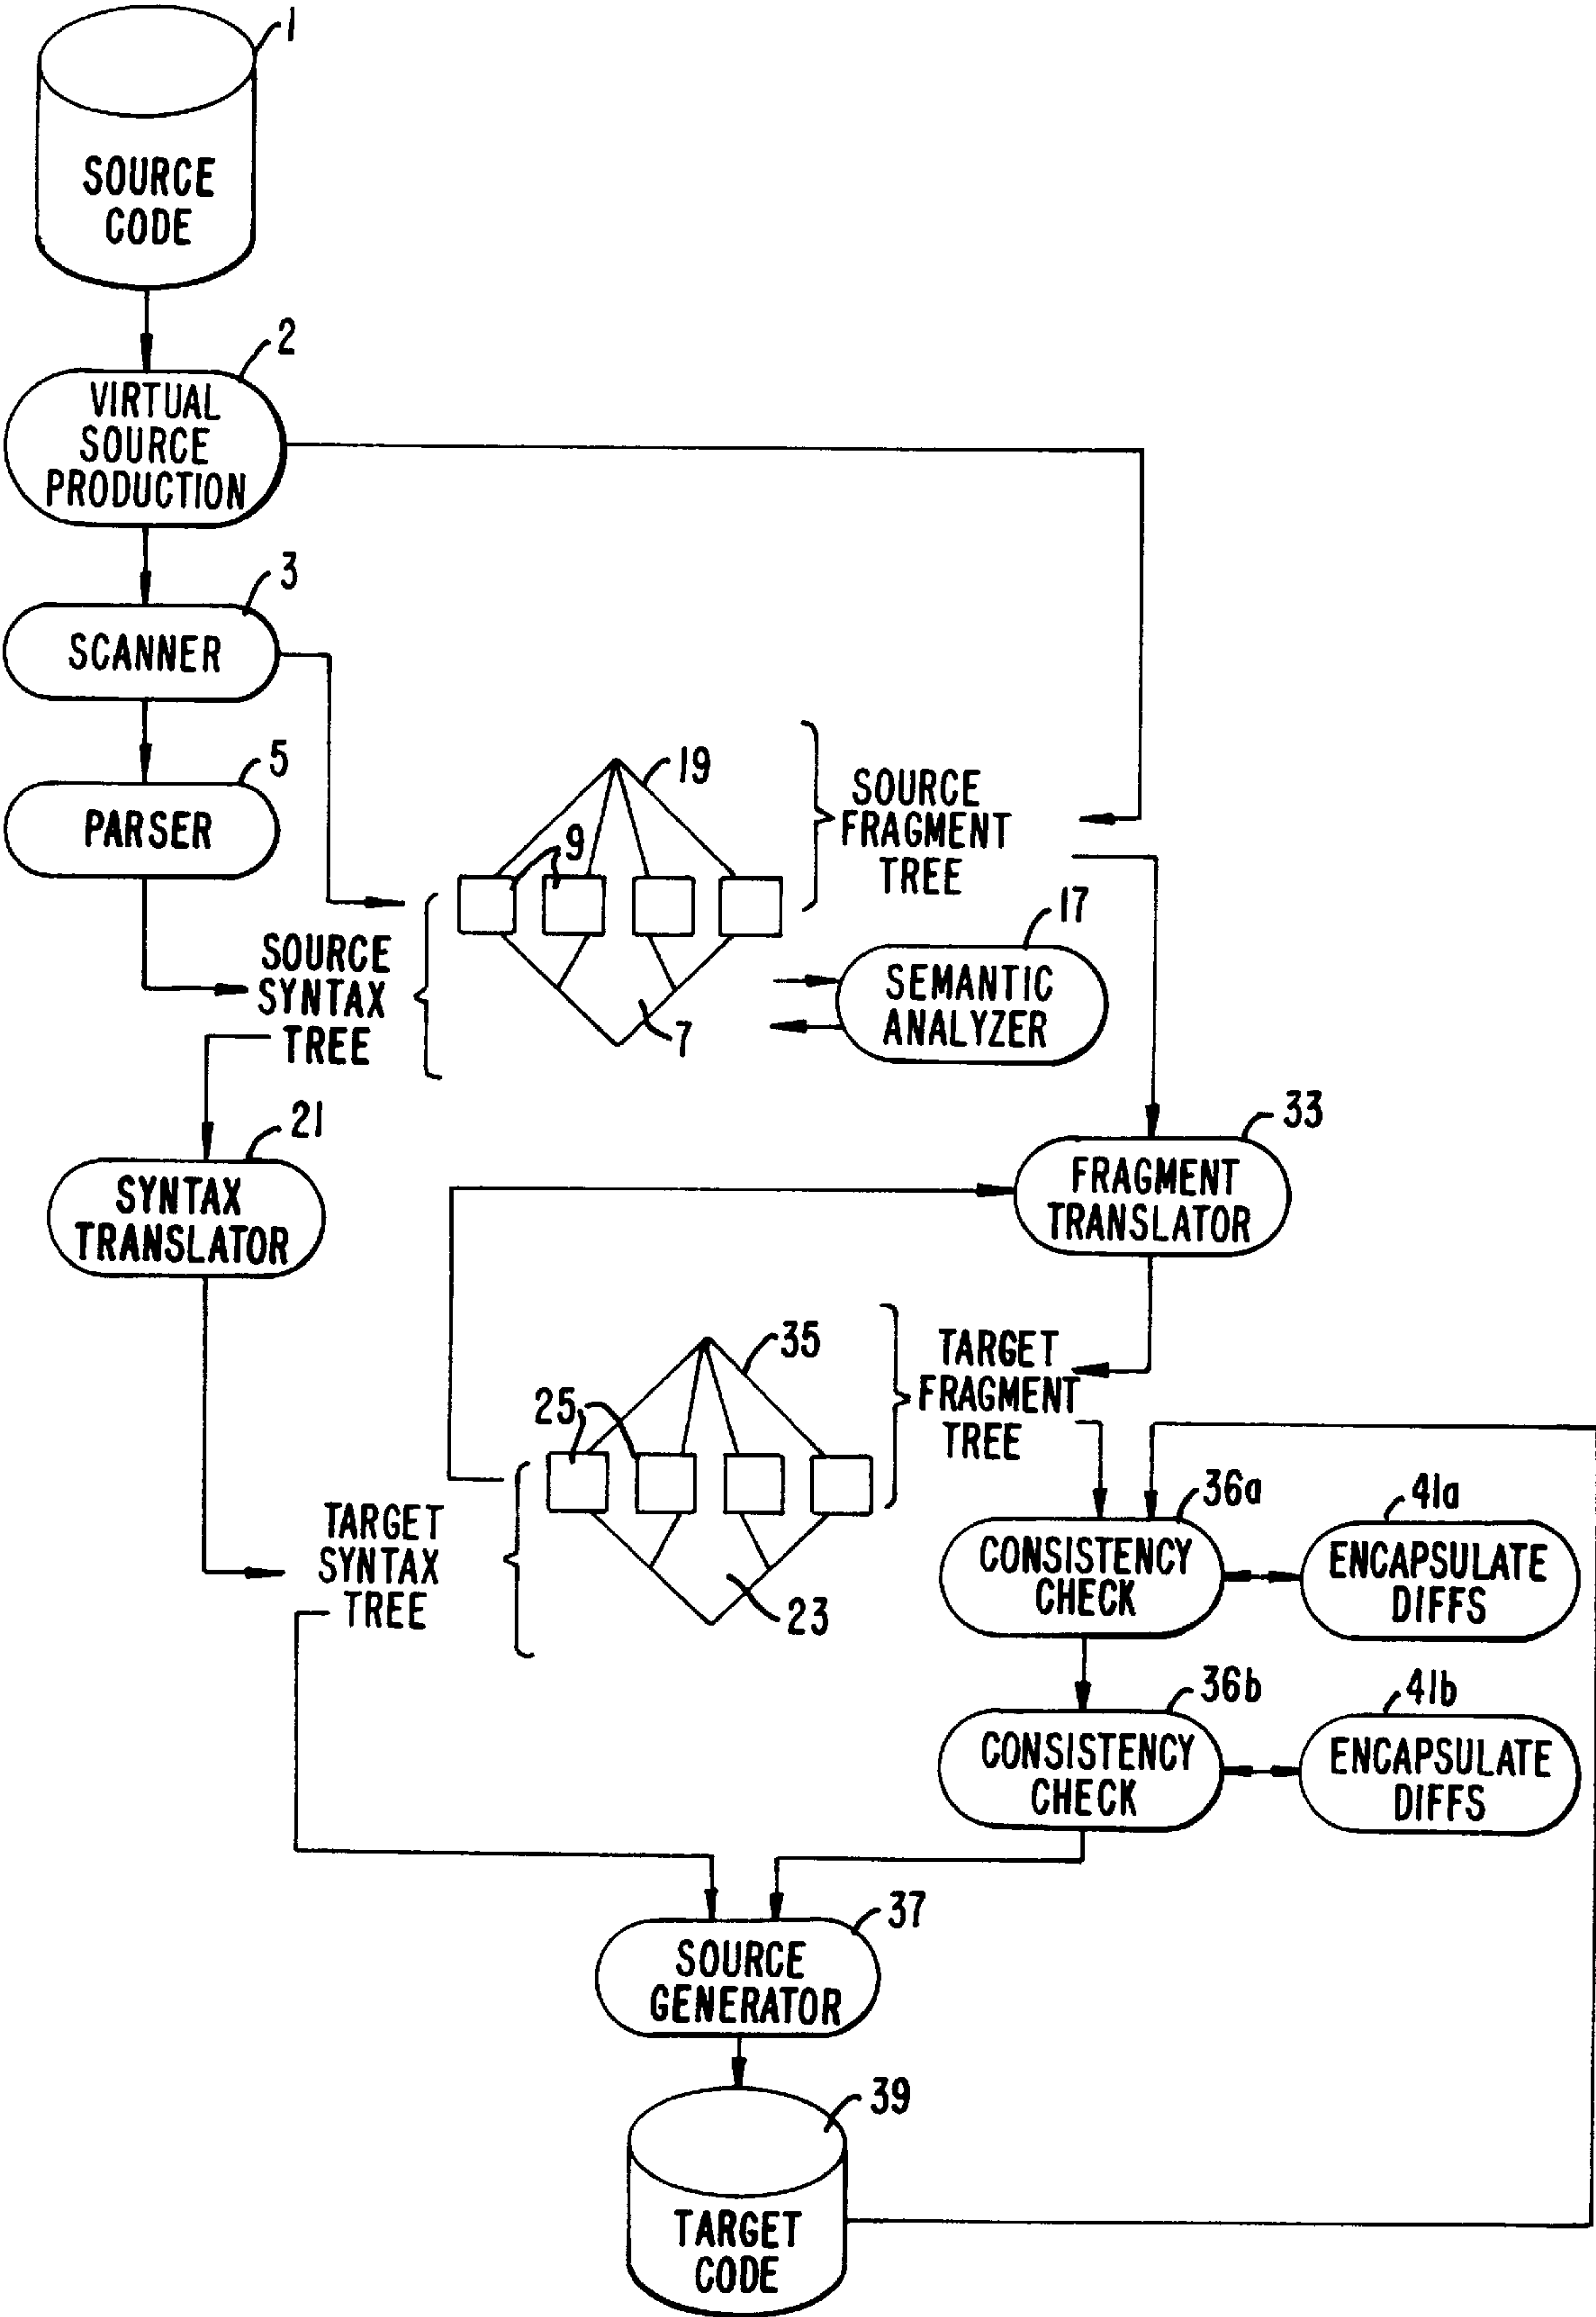 1
SOURCE
CODE
2
VIRTUAL
SOURCE
PRODUCTION
3
SCANNER
5
PARSER
19
9
SOURCE
FRAGMENT
TREE
SOURCE
SYNTAX
TREE
7
17
SEMANTIC
ANALYZER
21
SYNTAX
TRANSLATOR
33
FRAGMENT
TRANSLATOR
35
25
TARGET
FRAGMENT
TREE
TARGET
SYNTAX
TREE
23
36a
CONSISTENCY
CHECK
41a
ENCAPSULATE
DIFFS
36b
CONSISTENCY
CHECK
41b
ENCAPSULATE
DIFFS
37
SOURCE
GENERATOR
39
TARGET
CODE